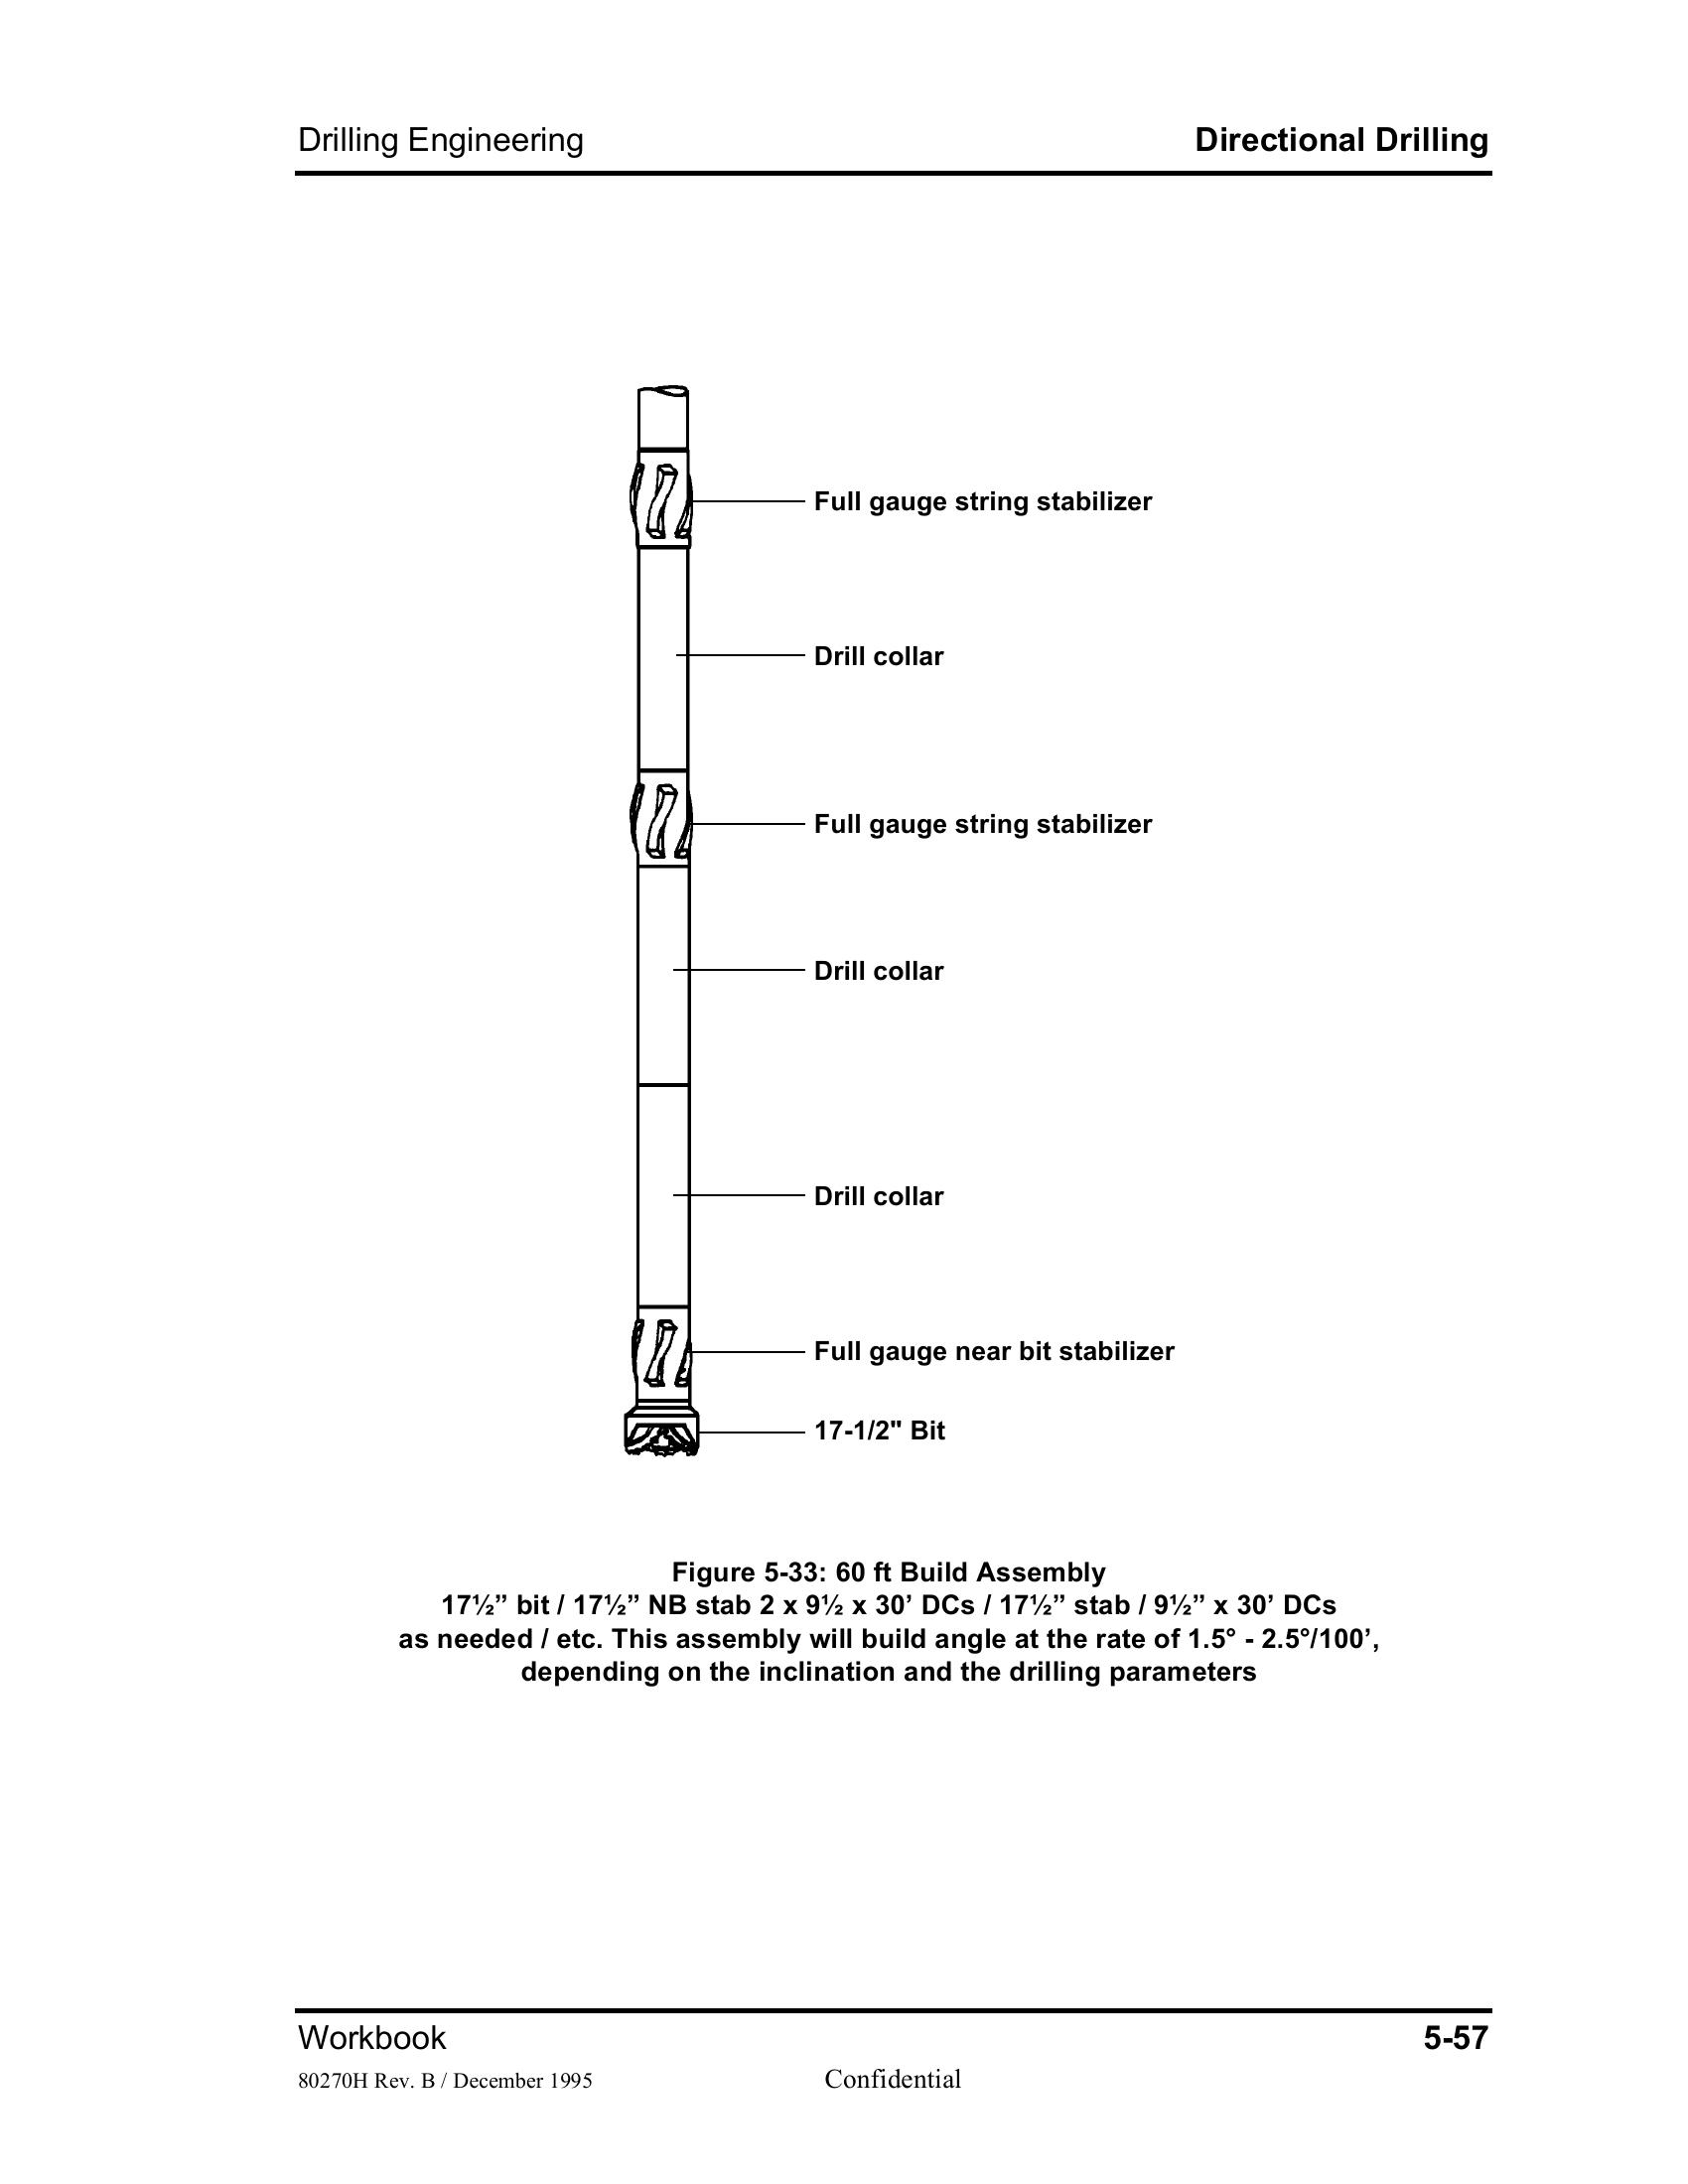 Drilling Engineering Directional Drilling
Full gauge string stabilizer
Drill collar
Full gauge string stabilizer
Drill collar
Drill collar
Full gauge near bit stabilizer
17-1/2" Bit
Figure 5-33: 60 ft Build Assembly
17½” bit / 17½” NB stab 2 x 9½ x 30’ DCs / 17½” stab / 9½” x 30’ DCs
as needed / etc. This assembly will build angle at the rate of 1.5° - 2.5°/100’,
depending on the inclination and the drilling parameters
Workbook 5-57
80270H Rev. B / December 1995 Confidential